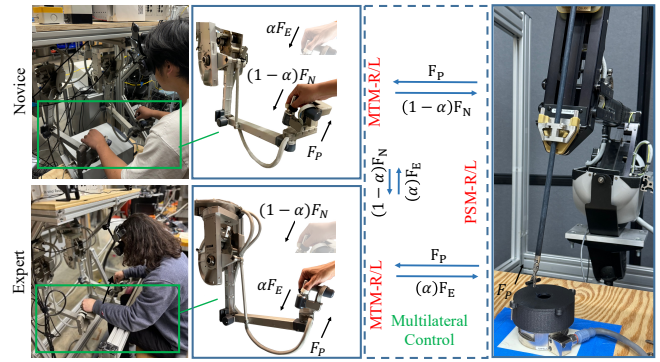 Novice
αF_E
(1−α)F_N
F_P
MTM-R/L
F_P
(1−α)F_N
(1−α)F_N
(α)F_E
PSM-R/L
F_P
Expert
(1−α)F_N
αF_E
F_P
MTM-R/L
F_P
(α)F_E
Multilateral
Control